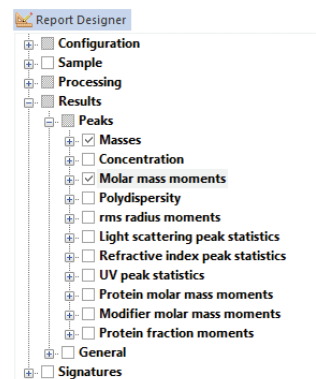 Report Designer
Configuration
Sample
Processing
Results
Peaks
Masses
Concentration
Molar mass moments
Polydispersity
rms radius moments
Light scattering peak statistics
Refractive index peak statistics
UV peak statistics
Protein molar mass moments
Modifier molar mass moments
Protein fraction moments
General
Signatures